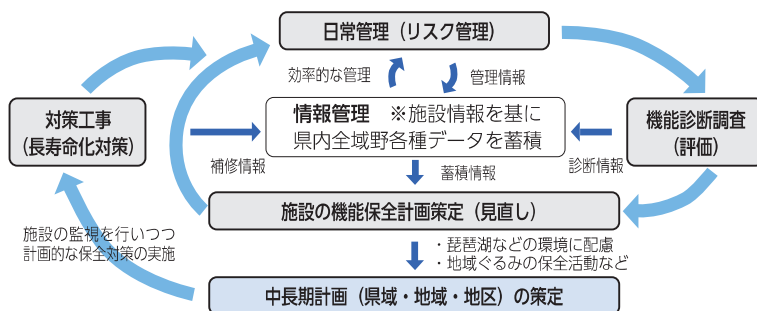 日常管理（リスク管理）
効率的な管理
管理情報
対策工事
（長寿命化対策）
情報管理　※施設情報を基に
県内全域野各種データを蓄積
機能診断調査
（評価）
補修情報
蓄積情報
診断情報
施設の機能保全計画策定（見直し）
施設の監視を行いつつ
計画的な保全対策の実施
・琵琶湖などの環境に配慮
・地域ぐるみの保全活動など
中長期計画（県域・地域・地区）の策定